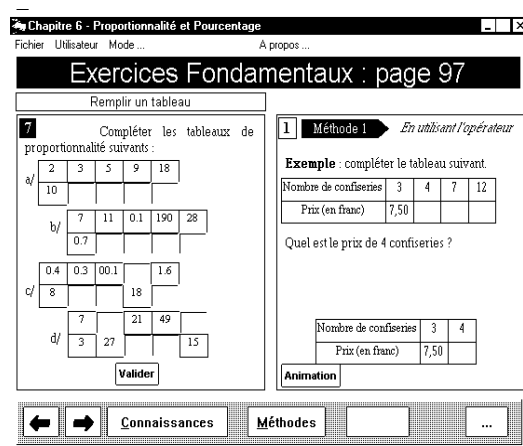 Chapitre 6 - Proportionnalité et Pourcentage
Fichier Utilisateur Mode ... A propos ...
Exercices Fondamentaux : page 97
Remplir un tableau
7 Compléter les tableaux de
proportionnalité suivants :
a/ 2 3 5 9 18
10
b/ 7 11 0.1 190 28
0.7
c/ 0.4 0.3 00.1 1.6
8 18
d/ 7 21 49
3 27 15
Valider
1 Méthode 1 En utilisant l'opérateur
Exemple : compléter le tableau suivant.
Nombre de confiseries 3 4 7 12
Prix (en franc) 7,50
Quel est le prix de 4 confiseries ?
Nombre de confiseries 3 4
Prix (en franc) 7,50
Animation
Connaissances Méthodes ...